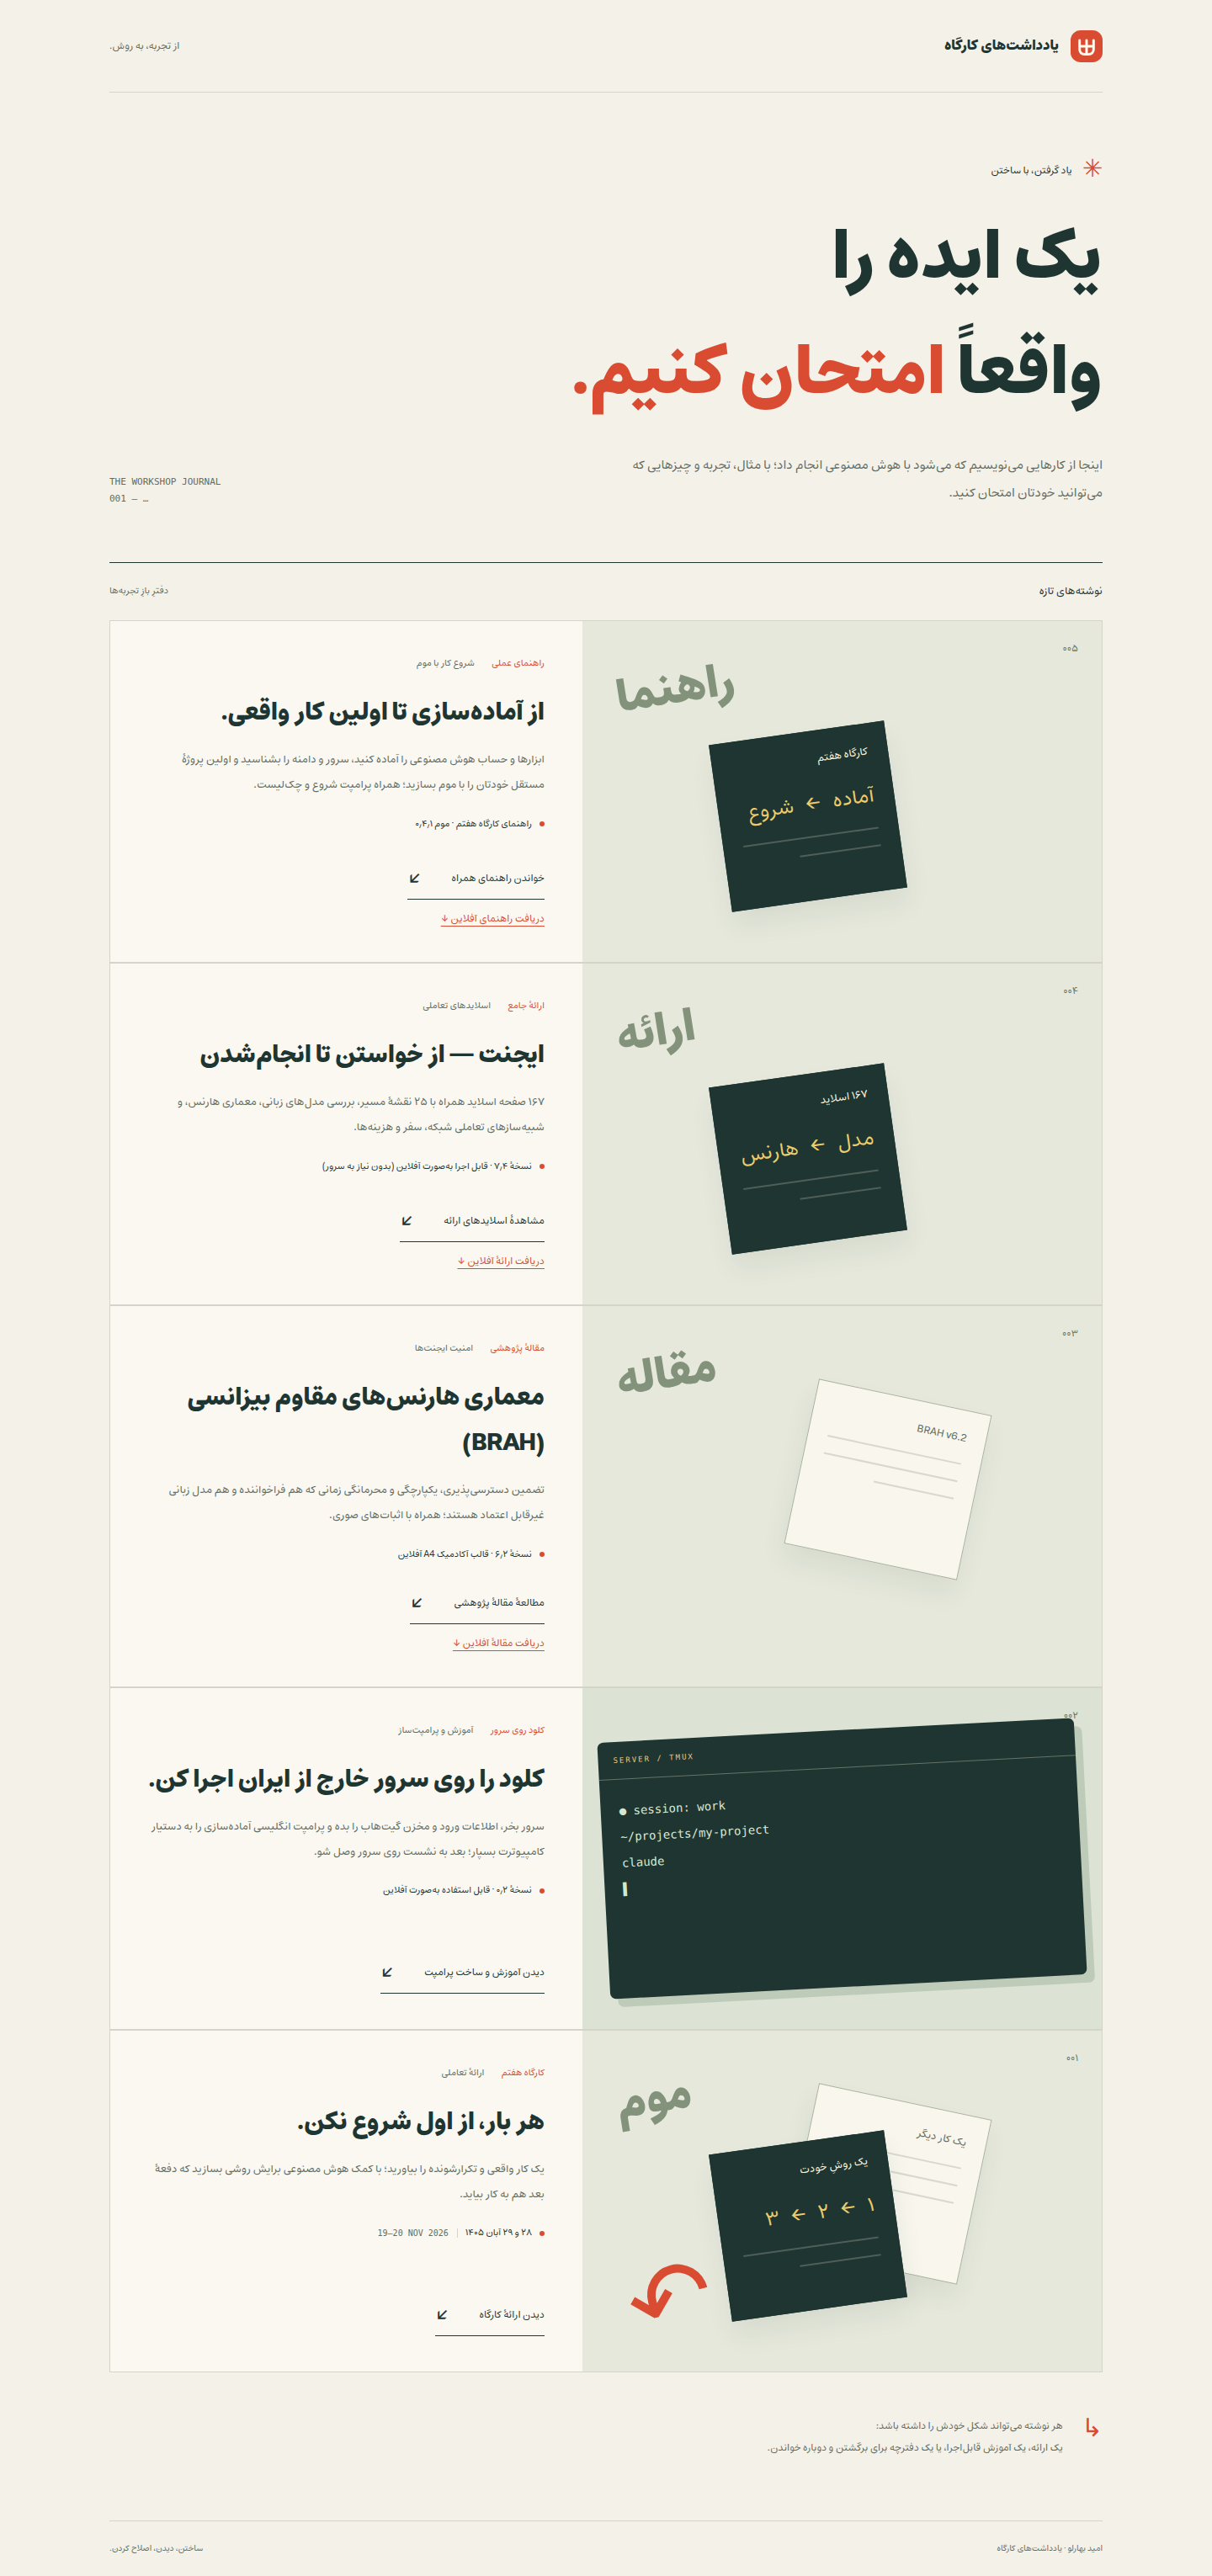 یادداشت‌های کارگاه
از تجربه، به روش.
یاد گرفتن، با ساختن
یک ایده را
واقعاً امتحان کنیم.
اینجا از کارهایی می‌نویسیم که می‌شود با هوش مصنوعی انجام داد؛ با مثال، تجربه و چیزهایی که
می‌توانید خودتان امتحان کنید.
THE WORKSHOP JOURNAL
001 — …
نوشته‌های تازه
دفترِ بازِ تجربه‌ها
۰۰۵
راهنما
کارگاه هفتم
آماده ← شروع
راهنمای عملی
شروع کار با موم
از آماده‌سازی تا اولین کار واقعی.
ابزارها و حساب هوش مصنوعی را آماده کنید، سرور و دامنه را بشناسید و اولین پروژهٔ
مستقل خودتان را با موم بسازید؛ همراه پرامپت شروع و چک‌لیست.
راهنمای کارگاه هفتم · موم ۰٫۴٫۱
خواندن راهنمای همراه ↙
دریافت راهنمای آفلاین ↓
۰۰۴
ارائه
۱۶۷ اسلاید
مدل ← هارنس
ارائهٔ جامع
اسلایدهای تعاملی
ایجنت — از خواستن تا انجام‌شدن
۱۶۷ صفحه اسلاید همراه با ۲۵ نقشهٔ مسیر، بررسی مدل‌های زبانی، معماری هارنس، و
شبیه‌سازهای تعاملی شبکه، سفر و هزینه‌ها.
نسخهٔ ۷٫۴ · قابل اجرا به‌صورت آفلاین (بدون نیاز به سرور)
مشاهدهٔ اسلایدهای ارائه ↙
دریافت ارائهٔ آفلاین ↓
۰۰۳
مقاله
BRAH v6.2
مقالهٔ پژوهشی
امنیت ایجنت‌ها
معماری هارنس‌های مقاوم بیزانسی
(BRAH)
تضمین دسترسی‌پذیری، یکپارچگی و محرمانگی زمانی که هم فراخواننده و هم مدل زبانی
غیرقابل اعتماد هستند؛ همراه با اثبات‌های صوری.
نسخهٔ ۶٫۲ · قالب آکادمیک A4 آفلاین
مطالعهٔ مقالهٔ پژوهشی ↙
دریافت مقالهٔ آفلاین ↓
۰۰۲
SERVER / TMUX
● session: work
~/projects/my-project
claude
کلود روی سرور
آموزش و پرامپت‌ساز
کلود را روی سرور خارج از ایران اجرا کن.
سرور بخر، اطلاعات ورود و مخزن گیت‌هاب را بده و پرامپت انگلیسی آماده‌سازی را به دستیار
کامپیوترت بسپار؛ بعد به نشست روی سرور وصل شو.
نسخهٔ ۰٫۲ · قابل استفاده به‌صورت آفلاین
دیدن آموزش و ساخت پرامپت ↙
۰۰۱
موم
یک کار دیگر
یک روش خودت
۱ ← ۲ ← ۳
کارگاه هفتم
ارائهٔ تعاملی
هر بار، از اول شروع نکن.
یک کار واقعی و تکرارشونده را بیاورید؛ با کمک هوش مصنوعی برایش روشی بسازید که دفعهٔ
بعد هم به کار بیاید.
۲۸ و ۲۹ آبان ۱۴۰۵
19–20 NOV 2026
دیدن ارائهٔ کارگاه ↙
هر نوشته می‌تواند شکل خودش را داشته باشد:
یک ارائه، یک آموزش قابل‌اجرا، یا یک دفترچه برای برگشتن و دوباره خواندن.
امید بهارلو · یادداشت‌های کارگاه
ساختن، دیدن، اصلاح کردن.